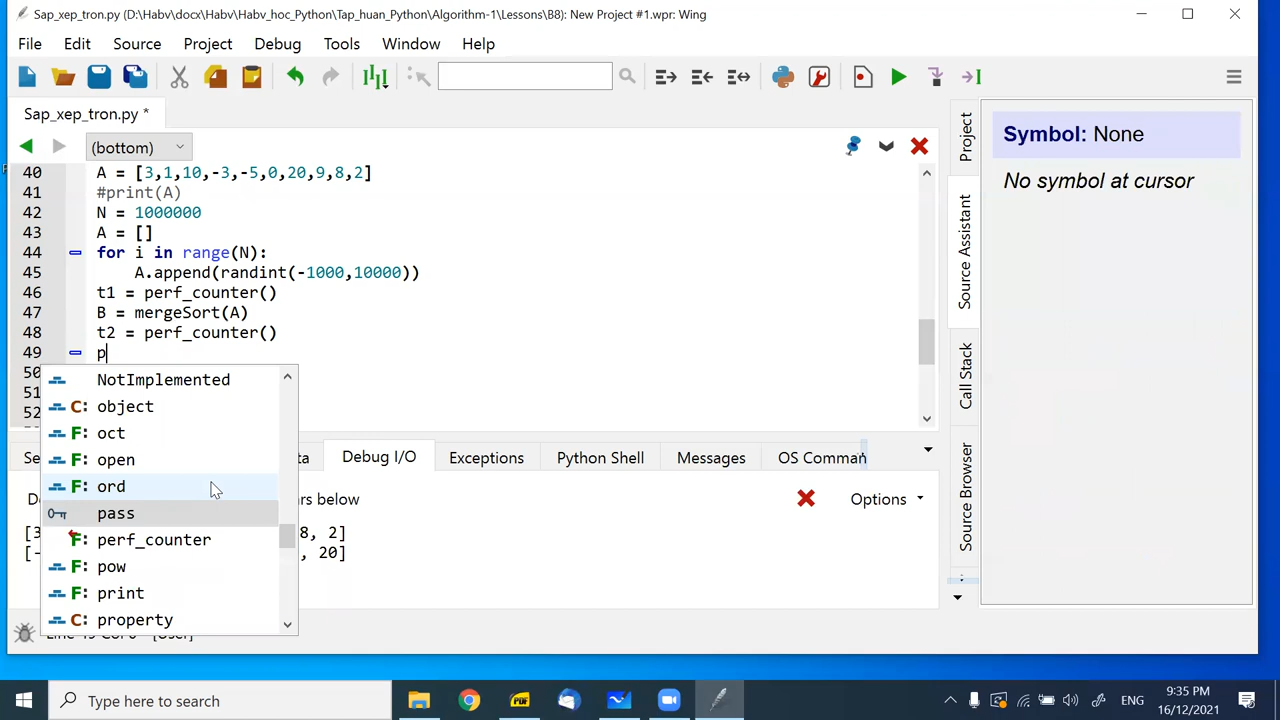 Sap_xep_tron.py (D:\Habv\docx\Habv\Habv_hoc_Python\Tap_huan_Python\Algorithm-1\Lessons\B8): New Project #1.wpr: Wing
File Edit Source Project Debug Tools Window Help
Sap_xep_tron.py *
(bottom)
40 A = [3,1,10,-3,-5,0,20,9,8,2]
41 #print(A)
42 N = 1000000
43 A = []
44 for i in range(N):
45 A.append(randint(-1000,10000))
46 t1 = perf_counter()
47 B = mergeSort(A)
48 t2 = perf_counter()
49 p
50
51
52
NotImplemented
C: object
F: oct
F: open
F: ord
pass
F: perf_counter
F: pow
F: print
C: property
Se ta Debug I/O Exceptions Python Shell Messages OS Comman
De ars below Options
[3 8, 2]
[- , 20]
Project
Source Assistant
Call Stack
Source Browser
Symbol: None
No symbol at cursor
Type here to search
PDF
ENG
9:35 PM
16/12/2021